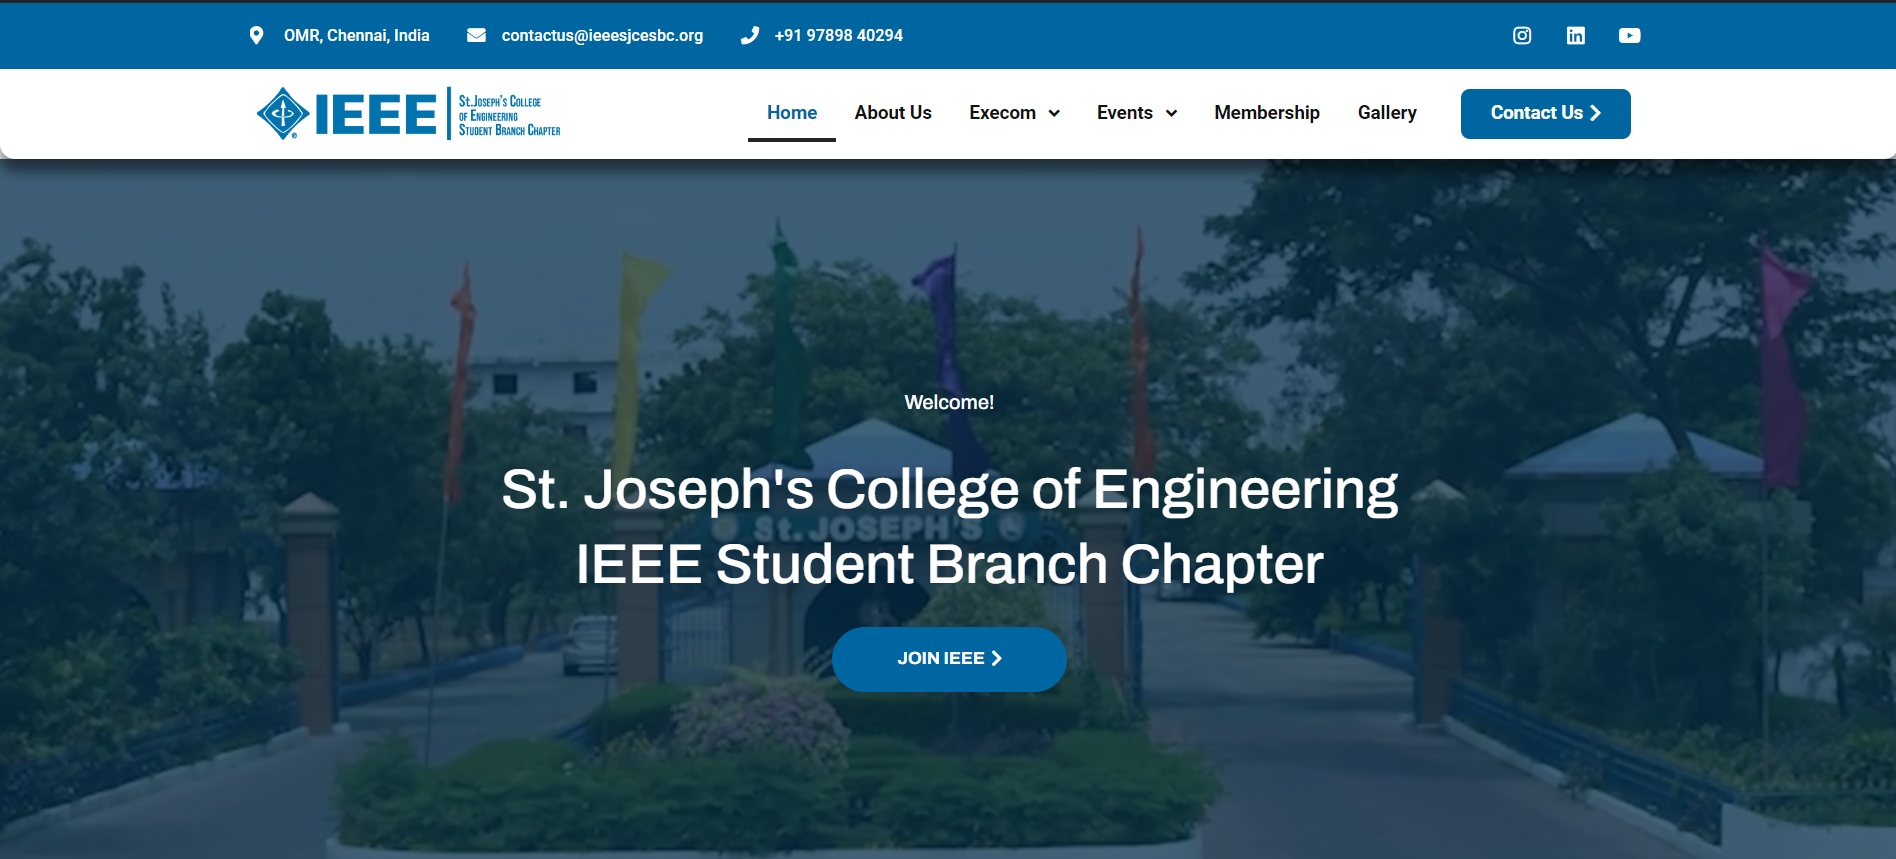 OMR, Chennai, India
contactus@ieeesjcesbc.org
+91 97898 40294
IEEE
St.Joseph's College
of Engineering
Student Branch Chapter
Home
About Us
Execom
Events
Membership
Gallery
Contact Us
Welcome!
St. Joseph's College of Engineering
St. JOSEPH'S
IEEE Student Branch Chapter
JOIN IEEE